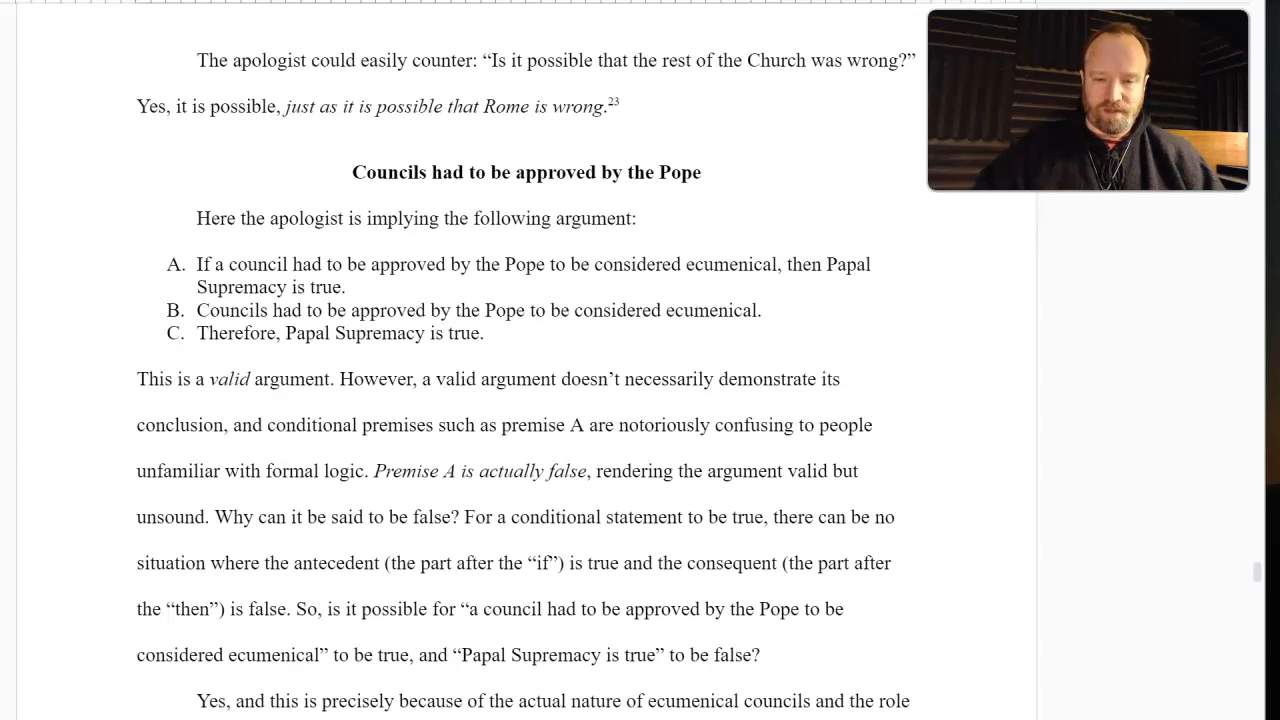 The apologist could easily counter: “Is it possible that the rest of the Church was wrong?”
Yes, it is possible, just as it is possible that Rome is wrong.23
Councils had to be approved by the Pope
Here the apologist is implying the following argument:
A. If a council had to be approved by the Pope to be considered ecumenical, then Papal
Supremacy is true.
B. Councils had to be approved by the Pope to be considered ecumenical.
C. Therefore, Papal Supremacy is true.
This is a valid argument. However, a valid argument doesn’t necessarily demonstrate its
conclusion, and conditional premises such as premise A are notoriously confusing to people
unfamiliar with formal logic. Premise A is actually false, rendering the argument valid but
unsound. Why can it be said to be false? For a conditional statement to be true, there can be no
situation where the antecedent (the part after the “if”) is true and the consequent (the part after
the “then”) is false. So, is it possible for “a council had to be approved by the Pope to be
considered ecumenical” to be true, and “Papal Supremacy is true” to be false?
Yes, and this is precisely because of the actual nature of ecumenical councils and the role